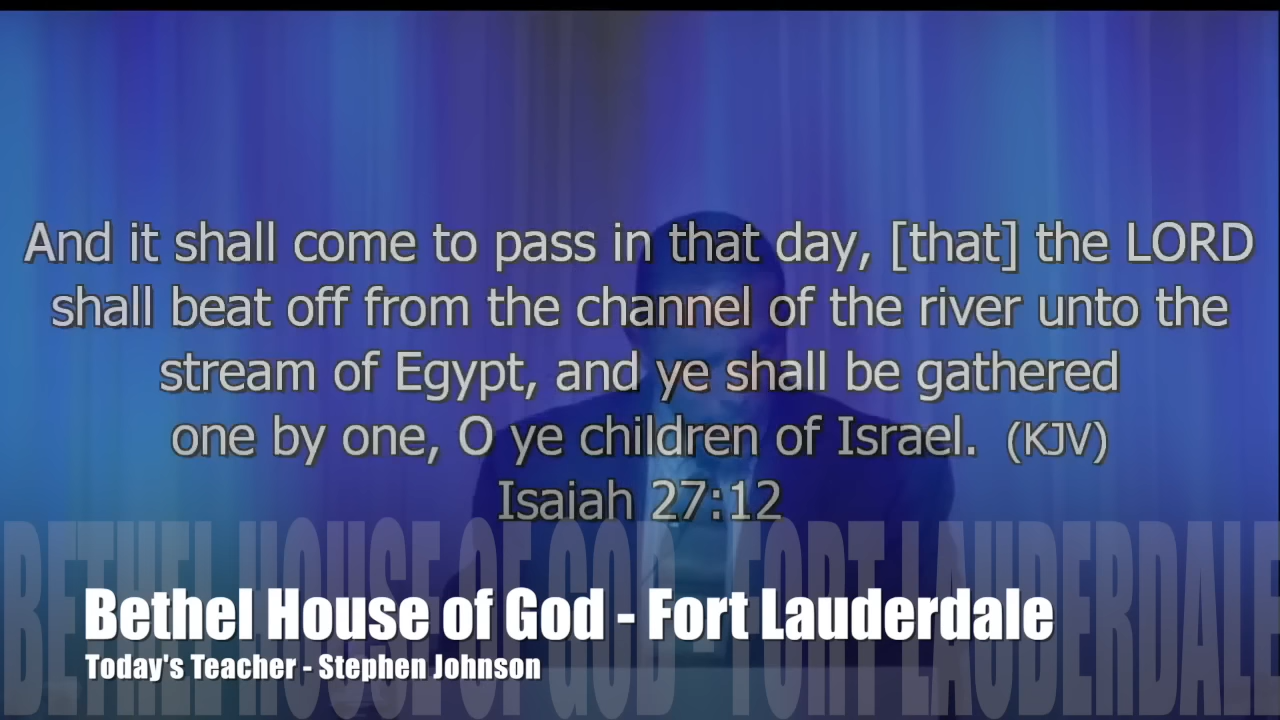 And it shall come to pass in that day, [that] the LORD
shall beat off from the channel of the river unto the
stream of Egypt, and ye shall be gathered
one by one, O ye children of Israel. (KJV)
Isaiah 27:12
BETHEL HOUSE OF GOD - FORT LAUDERDALE
Bethel House of God - Fort Lauderdale
Today's Teacher - Stephen Johnson